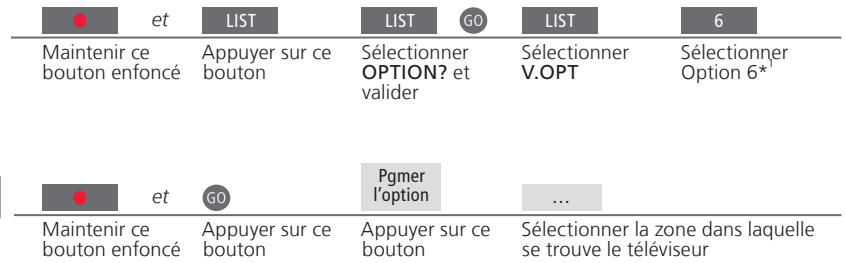 et LIST LIST GO LIST 6
Maintenir ce Appuyer sur ce Sélectionner Sélectionner Sélectionner
bouton enfoncé bouton OPTION? et V.OPT Option 6*1
valider
Pgmer
et GO l'option ...
Maintenir ce Appuyer sur ce Appuyer sur ce Sélectionner la zone dans laquelle
bouton enfoncé bouton bouton se trouve le téléviseur